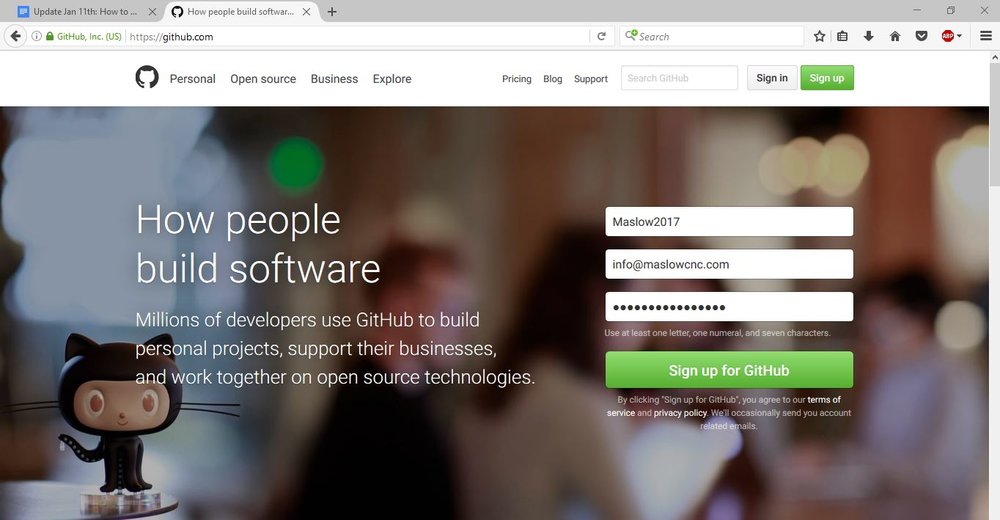 Update Jan 11th: How to ...
How people build softwar...
GitHub, Inc. (US)
https://github.com
Search
ABP
Personal
Open source
Business
Explore
Pricing
Blog
Support
Search GitHub
Sign in
Sign up
How people
build software
Millions of developers use GitHub to build
personal projects, support their businesses,
and work together on open source technologies.
Maslow2017
info@maslowcnc.com
●●●●●●●●●●●●●●●●
Use at least one letter, one numeral, and seven characters.
Sign up for GitHub
By clicking "Sign up for GitHub", you agree to our terms of
service and privacy policy. We'll occasionally send you account
related emails.